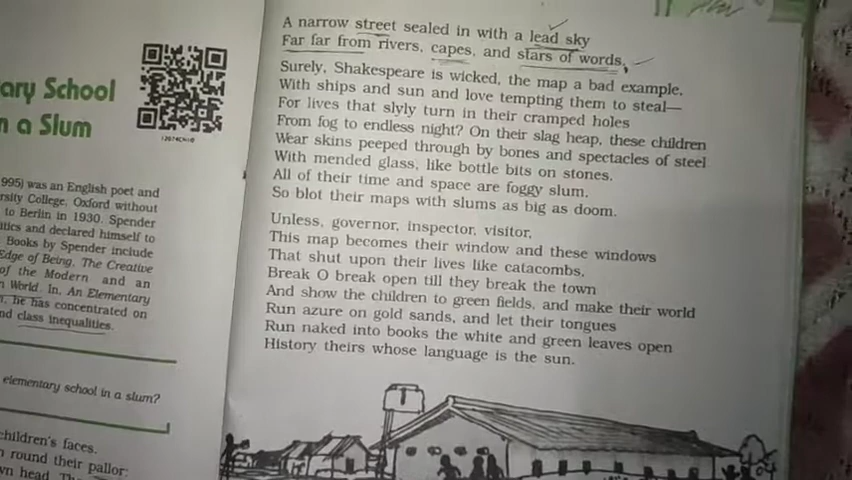 ary School
n a Slum
995) was an English poet and
rsity College, Oxford without
to Berlin in 1930. Spender
itics and declared himself to
Books by Spender include
Edge of Being, The Creative
of the Modern and an
n World. In, An Elementary
he has concentrated on
nd class inequalities.
elementary school in a slum?
children's faces.
round their pallor:
wn head. The
A narrow street sealed in with a lead sky
Far far from rivers, capes, and stars of words.
Surely, Shakespeare is wicked, the map a bad example.
With ships and sun and love tempting them to steal—
For lives that slyly turn in their cramped holes
From fog to endless night? On their slag heap, these children
Wear skins peeped through by bones and spectacles of steel
With mended glass, like bottle bits on stones.
All of their time and space are foggy slum.
So blot their maps with slums as big as doom.
Unless, governor, inspector, visitor,
This map becomes their window and these windows
That shut upon their lives like catacombs,
Break O break open till they break the town
And show the children to green fields, and make their world
Run azure on gold sands, and let their tongues
Run naked into books the white and green leaves open
History theirs whose language is the sun.